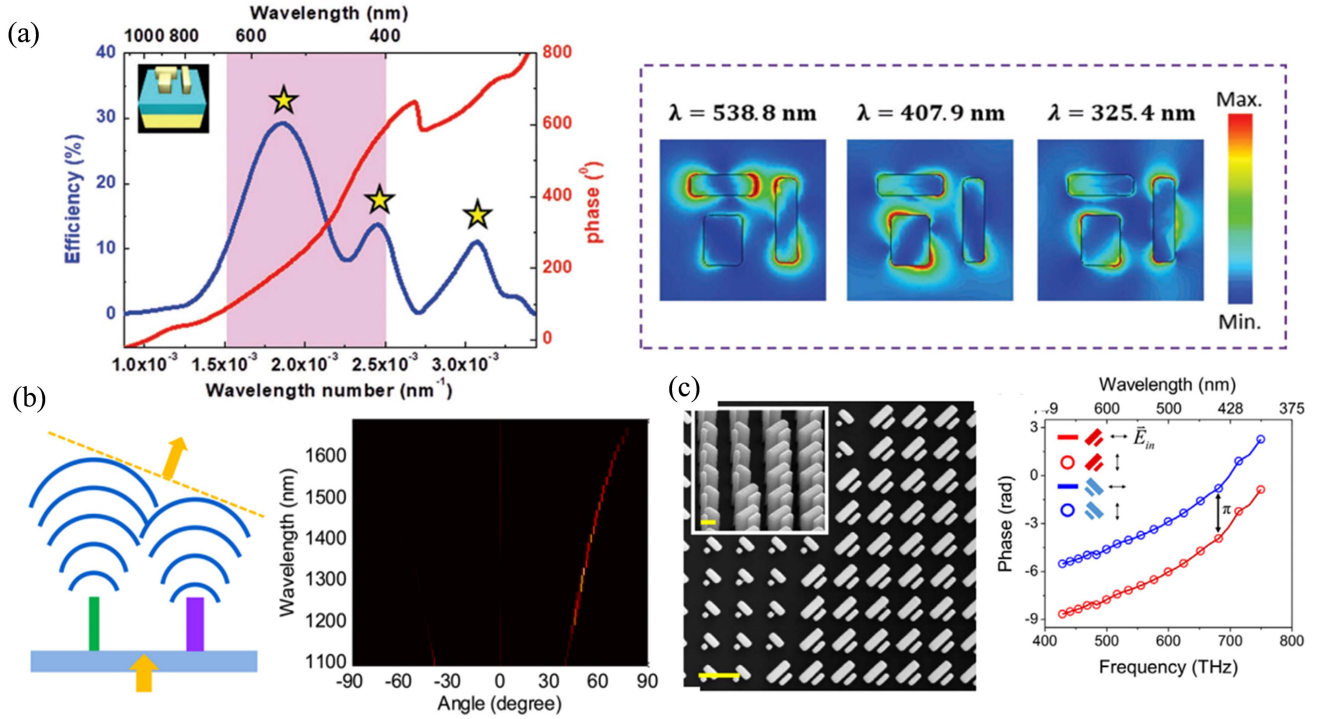 (a)
Wavelength (nm)
1000 800 600 400
40
30
20
10
0
Efficiency (%)
800
600
400
200
0
phase (⁰)
1.0x10⁻³ 1.5x10⁻³ 2.0x10⁻³ 2.5x10⁻³ 3.0x10⁻³
Wavelength number (nm⁻¹)
λ = 538.8 nm λ = 407.9 nm λ = 325.4 nm
Max.
Min.
(b)
Wavelength (nm)
1600
1500
1400
1300
1200
1100
-90 -60 -30 0 30 60 90
Angle (degree)
(c)
Wavelength (nm)
600 500 428 375
E⃗in
3
0
-3
-6
-9
Phase (rad)
π
400 500 600 700 800
Frequency (THz)